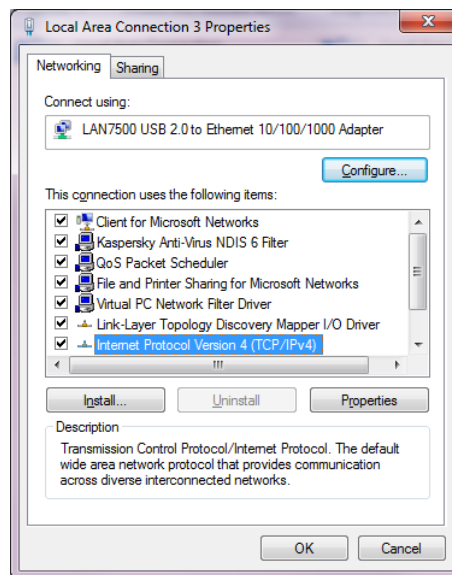 Local Area Connection 3 Properties
Networking
Sharing
Connect using:
LAN7500 USB 2.0 to Ethernet 10/100/1000 Adapter
Configure...
This connection uses the following items:
Client for Microsoft Networks
Kaspersky Anti-Virus NDIS 6 Filter
QoS Packet Scheduler
File and Printer Sharing for Microsoft Networks
Virtual PC Network Filter Driver
Link-Layer Topology Discovery Mapper I/O Driver
Internet Protocol Version 4 (TCP/IPv4)
Install...
Uninstall
Properties
Description
Transmission Control Protocol/Internet Protocol. The default
wide area network protocol that provides communication
across diverse interconnected networks.
OK
Cancel